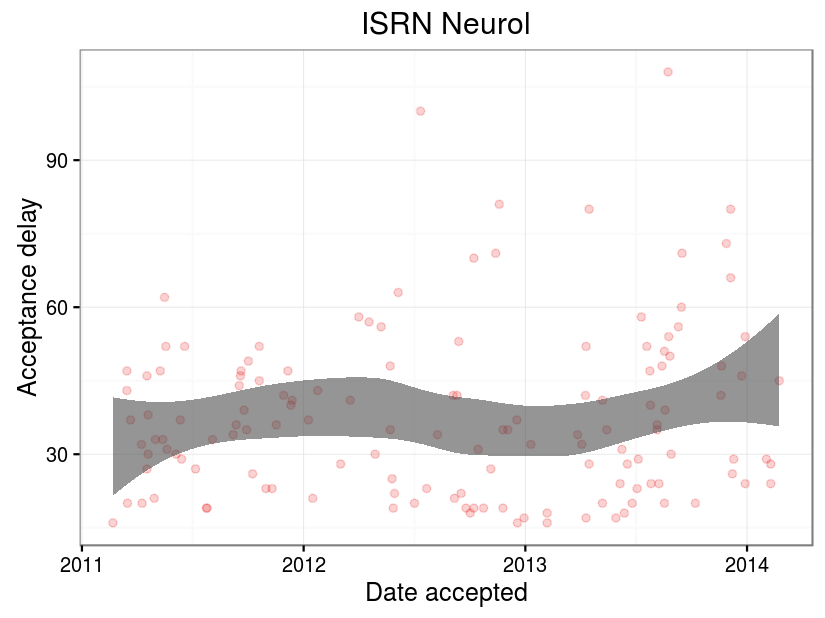 ISRN Neurol
Acceptance delay
90
60
30
2011 2012 2013 2014
Date accepted